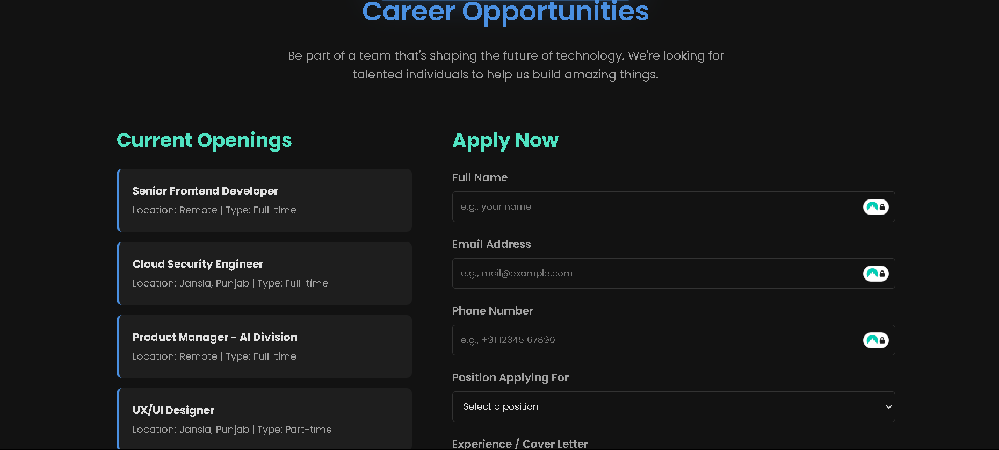 Career Opportunities
Be part of a team that's shaping the future of technology. We're looking for
talented individuals to help us build amazing things.
Current Openings
Senior Frontend Developer
Location: Remote | Type: Full-time
Cloud Security Engineer
Location: Jansla, Punjab | Type: Full-time
Product Manager - AI Division
Location: Remote | Type: Full-time
UX/UI Designer
Location: Jansla, Punjab | Type: Part-time
Apply Now
Full Name
e.g., your name
Email Address
e.g., mail@example.com
Phone Number
e.g., +91 12345 67890
Position Applying For
Select a position
Experience / Cover Letter